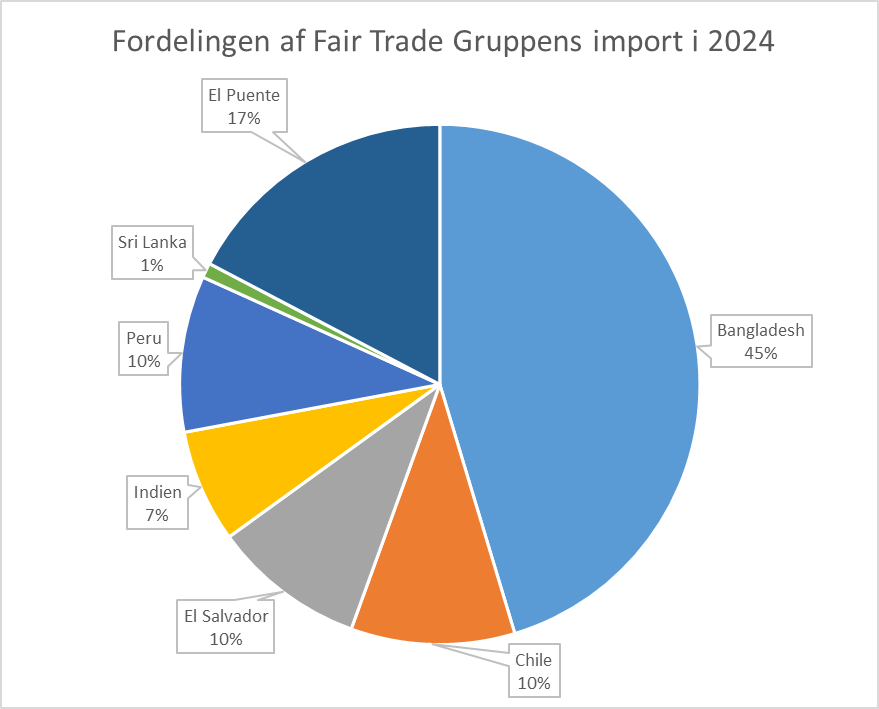 Fordelingen af Fair Trade Gruppens import i 2024
El Puente
17%
Sri Lanka
1%
Bangladesh
45%
Peru
10%
Indien
7%
El Salvador
10%
Chile
10%